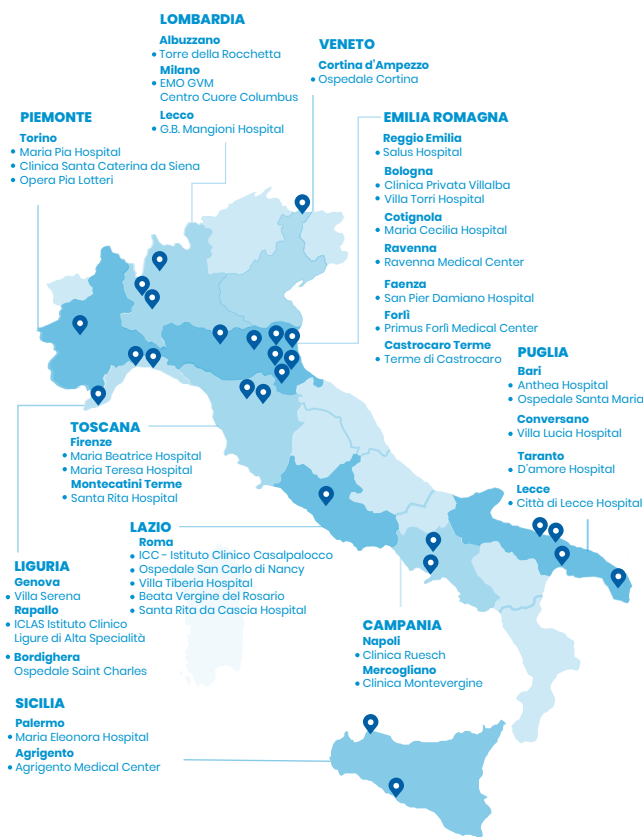 LOMBARDIA
Albuzzano
• Torre della Rocchetta
Milano
• EMO GVM
Centro Cuore Columbus
Lecco
• G.B. Mangioni Hospital
VENETO
Cortina d'Ampezzo
• Ospedale Cortina
PIEMONTE
Torino
• Maria Pia Hospital
• Clinica Santa Caterina da Siena
• Opera Pia Lotteri
EMILIA ROMAGNA
Reggio Emilia
• Salus Hospital
Bologna
• Clinica Privata Villalba
• Villa Torri Hospital
Cotignola
• Maria Cecilia Hospital
Ravenna
• Ravenna Medical Center
Faenza
• San Pier Damiano Hospital
Forlì
• Primus Forlì Medical Center
Castrocaro Terme
• Terme di Castrocaro
PUGLIA
Bari
• Anthea Hospital
• Ospedale Santa Maria
Conversano
• Villa Lucia Hospital
Taranto
• D'amore Hospital
Lecce
• Città di Lecce Hospital
TOSCANA
Firenze
• Maria Beatrice Hospital
• Maria Teresa Hospital
Montecatini Terme
• Santa Rita Hospital
LAZIO
Roma
• ICC - Istituto Clinico Casalpalocco
• Ospedale San Carlo di Nancy
• Villa Tiberia Hospital
• Beata Vergine del Rosario
• Santa Rita da Cascia Hospital
LIGURIA
Genova
• Villa Serena
Rapallo
• ICLAS Istituto Clinico
Ligure di Alta Specialità
• Bordighera
Ospedale Saint Charles
CAMPANIA
Napoli
• Clinica Ruesch
Mercogliano
• Clinica Montevergine
SICILIA
Palermo
• Maria Eleonora Hospital
Agrigento
• Agrigento Medical Center